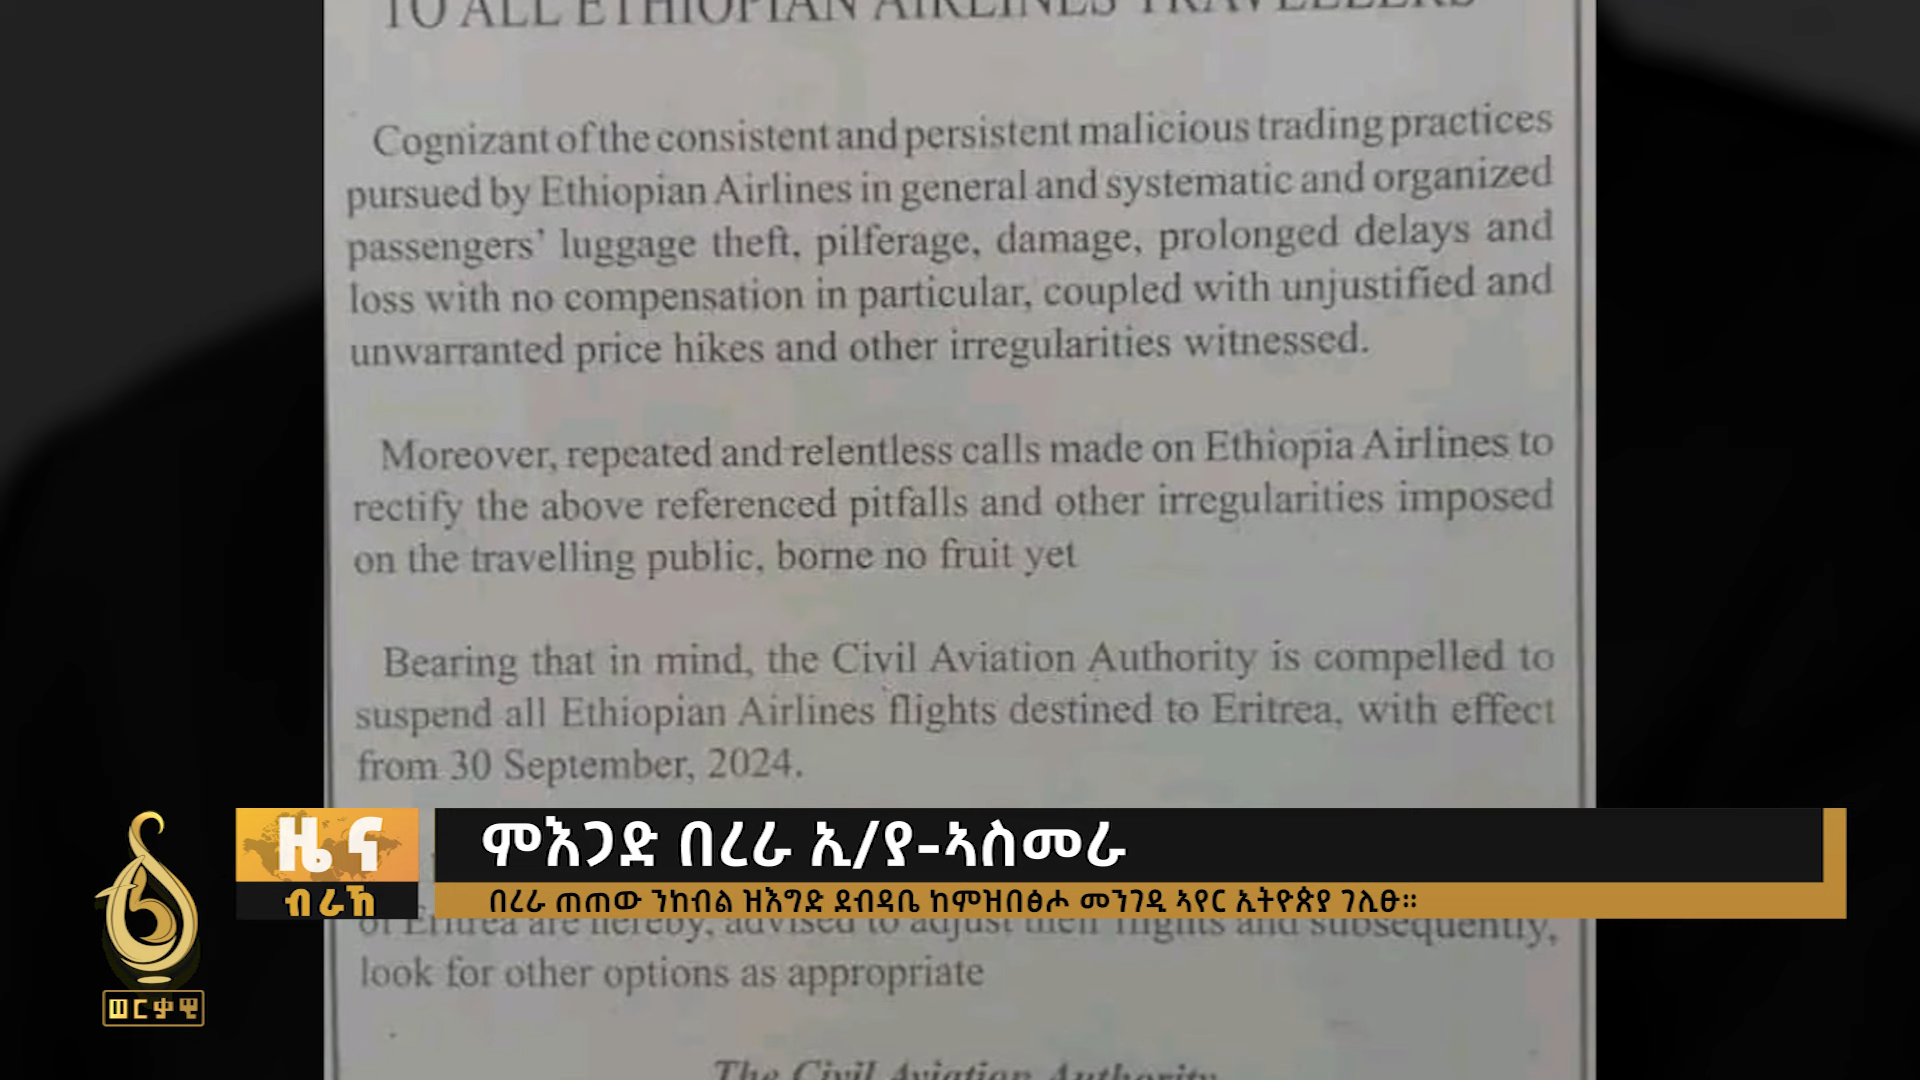 TO ALL ETHIOPIAN AIRLINES TRAVELLERS
Cognizant of the consistent and persistent malicious trading practices
pursued by Ethiopian Airlines in general and systematic and organized
passengers’ luggage theft, pilferage, damage, prolonged delays and
loss with no compensation in particular, coupled with unjustified and
unwarranted price hikes and other irregularities witnessed.
Moreover, repeated and relentless calls made on Ethiopia Airlines to
rectify the above referenced pitfalls and other irregularities imposed
on the travelling public, borne no fruit yet
Bearing that in mind, the Civil Aviation Authority is compelled to
suspend all Ethiopian Airlines flights destined to Eritrea, with effect
from 30 September, 2024.
ዜና
ብራኸ
ምእጋድ በረራ ኢ/ያ-ኣስመራ
በረራ ጠጠው ንከብል ዝእግድ ደብዳቤ ከምዝበፅሖ መንገዲ ኣየር ኢትዮጵያ ገሊፁ።
of Eritrea are hereby, advised to adjust their flights and subsequently,
look for other options as appropriate
ወርቃዊ
The Civil Aviation Authority